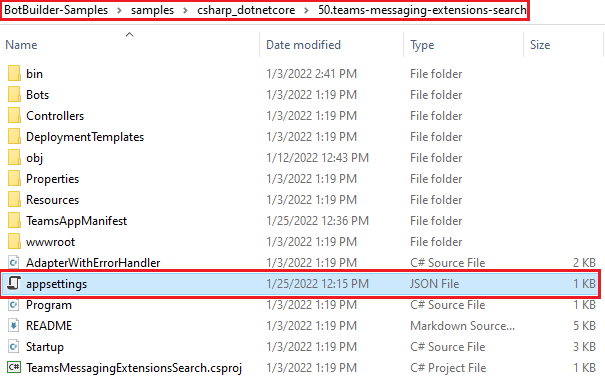 BotBuilder-Samples > samples > csharp_dotnetcore > 50.teams-messaging-extensions-search
Name Date modified Type Size
bin 1/3/2022 2:41 PM File folder
Bots 1/3/2022 1:19 PM File folder
Controllers 1/3/2022 1:19 PM File folder
DeploymentTemplates 1/3/2022 1:19 PM File folder
obj 1/12/2022 12:43 PM File folder
Properties 1/3/2022 1:19 PM File folder
Resources 1/3/2022 1:19 PM File folder
TeamsAppManifest 1/25/2022 12:36 PM File folder
wwwroot 1/3/2022 1:19 PM File folder
AdapterWithErrorHandler 1/3/2022 1:19 PM C# Source File 2 KB
appsettings 1/25/2022 12:15 PM JSON File 1 KB
Program 1/3/2022 1:19 PM C# Source File 1 KB
README 1/3/2022 1:19 PM Markdown Source... 5 KB
Startup 1/3/2022 1:19 PM C# Source File 3 KB
C# TeamsMessagingExtensionsSearch.csproj 1/3/2022 1:19 PM C# Project File 1 KB